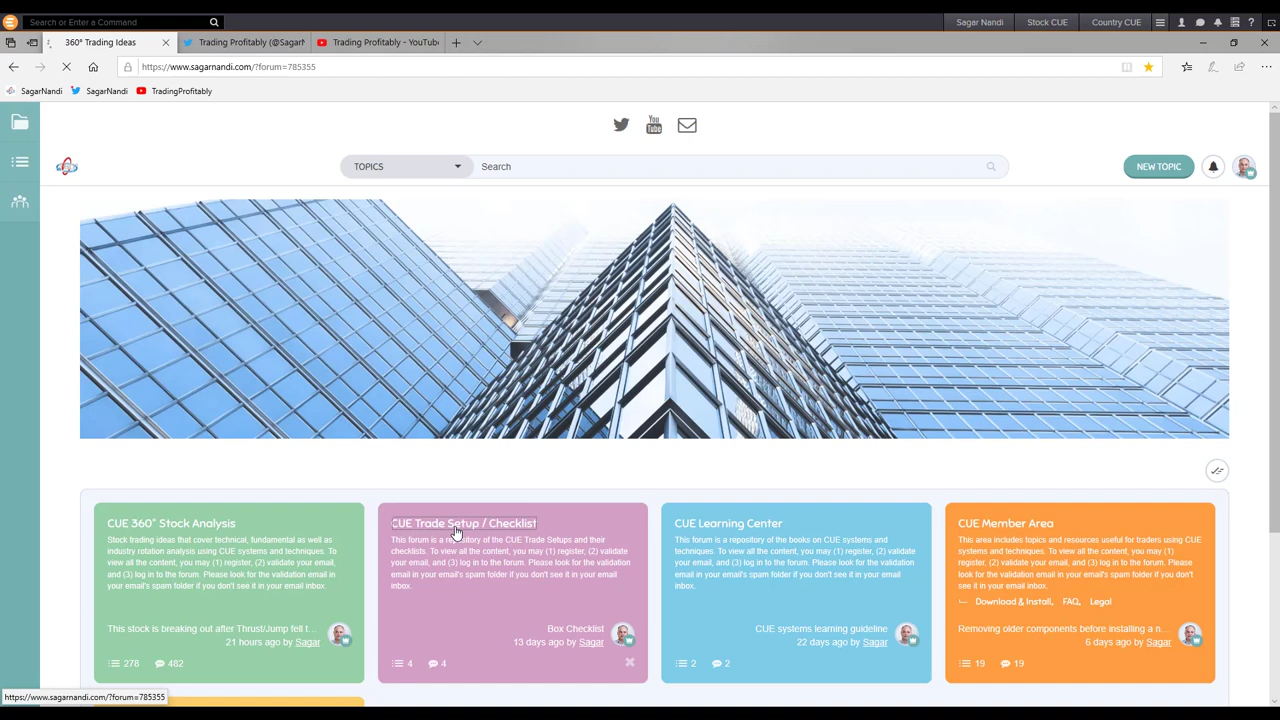 Search or Enter a Command
Sagar Nandi
Stock CUE
Country CUE
360° Trading Ideas
Trading Profitably (@SagarN
Trading Profitably - YouTube
https://www.sagarnandi.com/?forum=785355
SagarNandi
SagarNandi
TradingProfitably
You
Tube
TOPICS
Search
NEW TOPIC
CUE 360° Stock Analysis
Stock trading ideas that cover technical, fundamental as well as
industry rotation analysis using CUE systems and techniques. To
view all the content, you may (1) register, (2) validate your email,
and (3) log in to the forum. Please look for the validation email in
your email's spam folder if you don't see it in your email inbox.
This stock is breaking out after Thrust/Jump fell t...
21 hours ago by Sagar
278
482
CUE Trade Setup / Checklist
This forum is a repository of the CUE Trade Setups and their
checklists. To view all the content, you may (1) register, (2) validate
your email, and (3) log in to the forum. Please look for the validation
email in your email's spam folder if you don't see it in your email
inbox.
Box Checklist
13 days ago by Sagar
4
4
CUE Learning Center
This forum is a repository of the books on CUE systems and
techniques. To view all the content, you may (1) register, (2) validate
your email, and (3) log in to the forum. Please look for the validation
email in your email's spam folder if you don't see it in your email
inbox.
CUE systems learning guideline
22 days ago by Sagar
2
2
CUE Member Area
This area includes topics and resources useful for traders using CUE
systems and techniques. To view all the content, you may (1)
register, (2) validate your email, and (3) log in to the forum. Please
look for the validation email in your email's spam folder if you don't
see it in your email inbox.
Download & Install, FAQ, Legal
Removing older components before installing a n...
6 days ago by Sagar
19
19
https://www.sagarnandi.com/?forum=785355